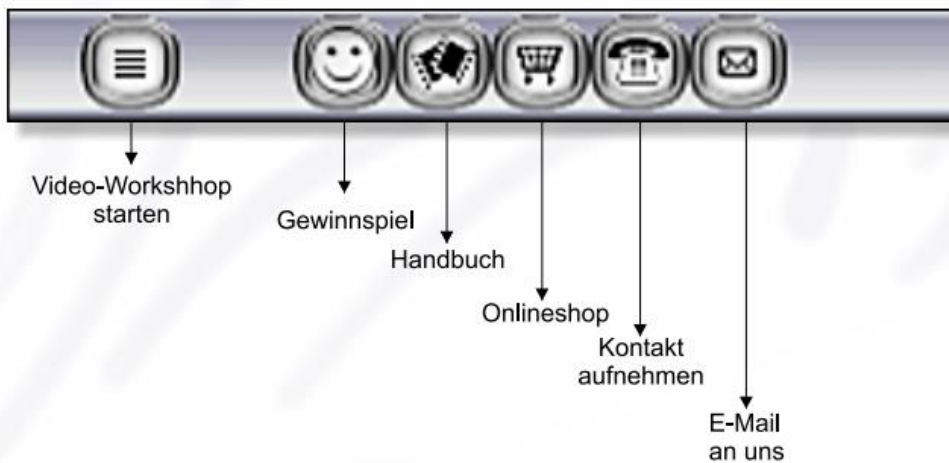 Video-Workshhop
starten
Gewinnspiel
Handbuch
Onlineshop
Kontakt
aufnehmen
E-Mail
an uns